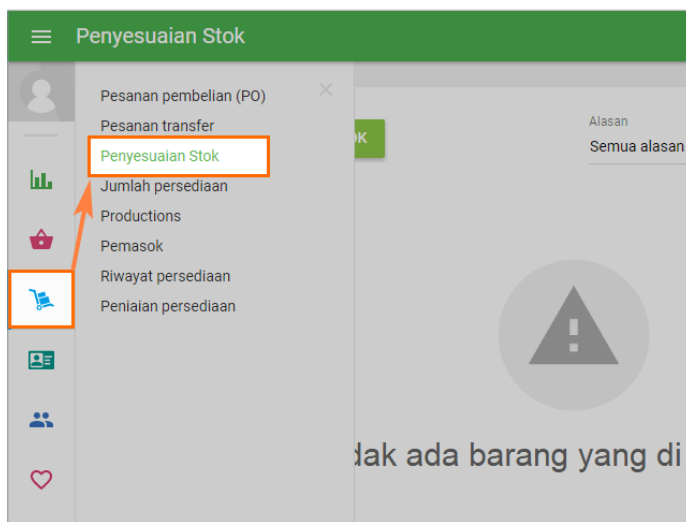 Penyesuaian Stok
Pesanan pembelian (PO)
Pesanan transfer
Penyesuaian Stok
Jumlah persediaan
Productions
Pemasok
Riwayat persediaan
Peniaian persediaan
OK
Alasan
Semua alasan
dak ada barang yang di